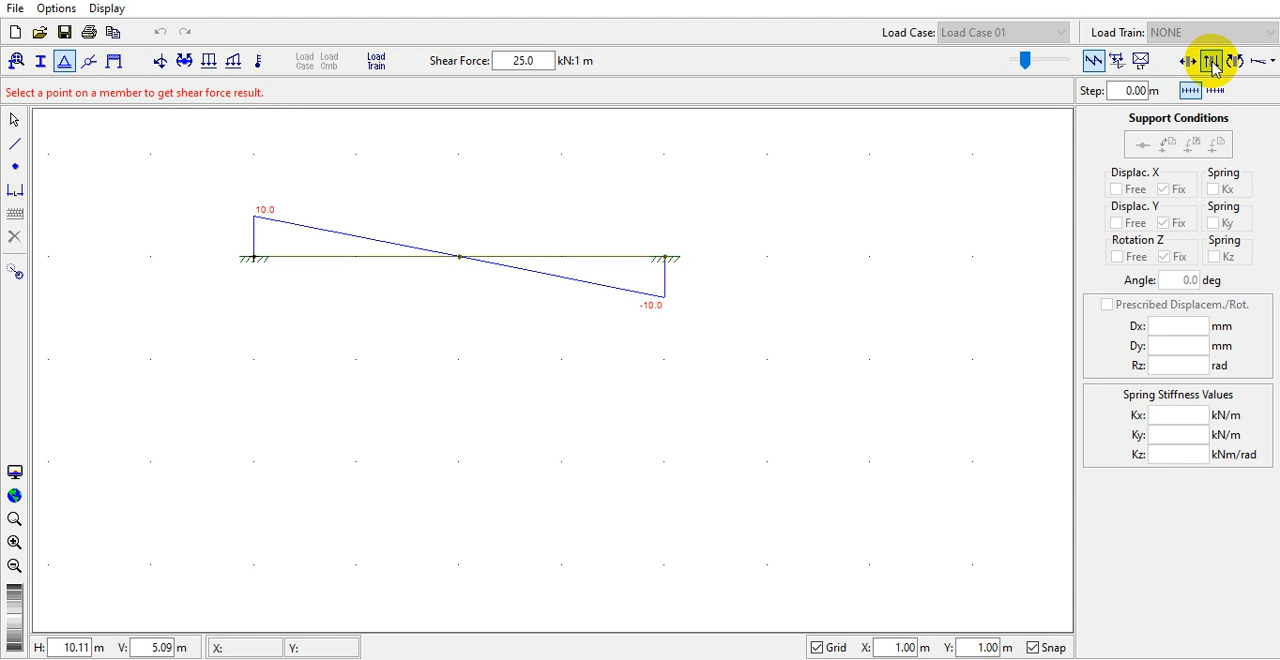 File Options Display
Load Case: Load Case 01 Load Train: NONE
Load Case Load Cmb Load Train Shear Force: 25.0 kN:1 m
Select a point on a member to get shear force result. Step: 0.00 m
Support Conditions
Displac. X Spring
Free Fix Kx
Displac. Y Spring
Free Fix Ky
Rotation Z Spring
Free Fix Kz
Angle: 0.0 deg
Prescribed Displacem./Rot.
Dx: mm
Dy: mm
Rz: rad
Spring Stiffness Values
Kx: kN/m
Ky: kN/m
Kz: kNm/rad
10.0
-10.0
H: 10.11 m V: 5.09 m X: Y: Grid X: 1.00 m Y: 1.00 m Snap